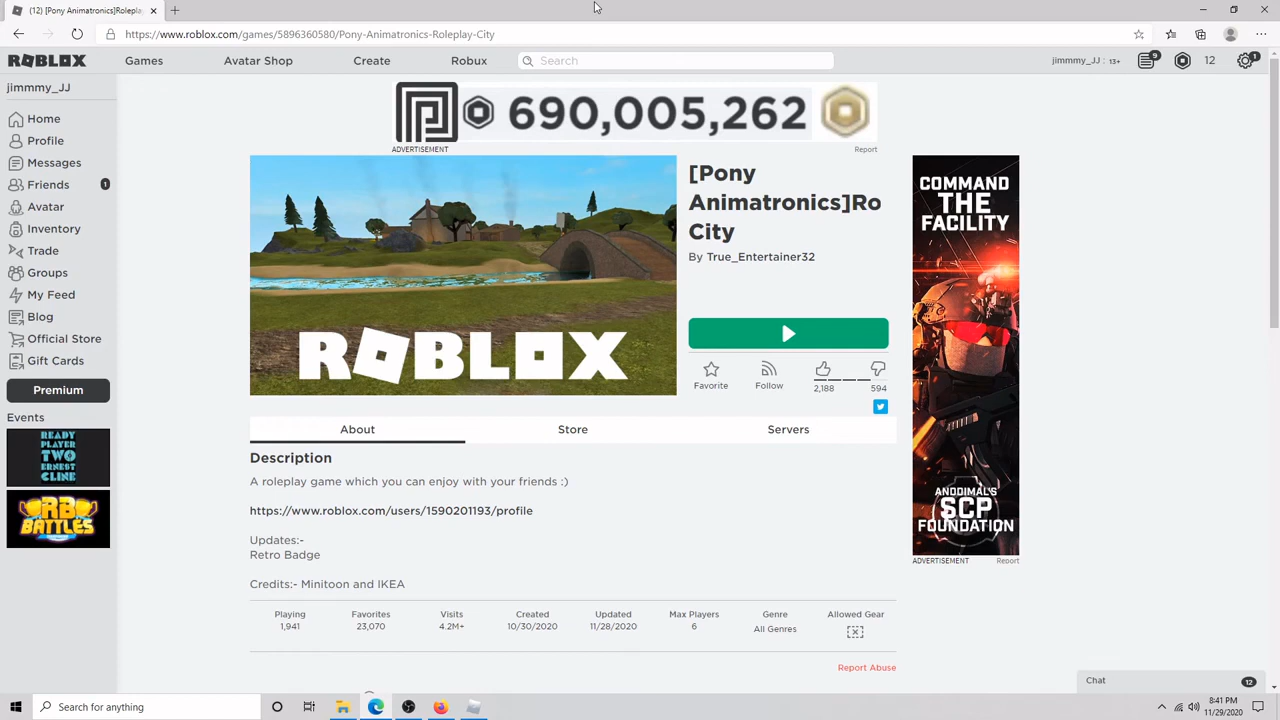 (12) [Pony Animatronics]Rolepla
https://www.roblox.com/games/5896360580/Pony-Animatronics-Roleplay-City
ROBLOX
Games
Avatar Shop
Create
Robux
Search
jimmmy_JJ : 13+
9
12
1
jimmmy_JJ
Home
Profile
Messages
Friends
1
Avatar
Inventory
Trade
Groups
My Feed
Blog
Official Store
Gift Cards
Premium
Events
READY
PLAYER
TWO
ERNEST
CLINE
RB
BATTLES
690,005,262
ADVERTISEMENT
Report
ROBLOX
[Pony
Animatronics]Ro
City
By True_Entertainer32
Favorite
Follow
2,188
594
COMMAND
THE
FACILITY
ANODIMAL'S
SCP
FOUNDATION
ADVERTISEMENT
Report
About
Store
Servers
Description
A roleplay game which you can enjoy with your friends :)
https://www.roblox.com/users/1590201193/profile
Updates:-
Retro Badge
Credits:- Minitoon and IKEA
Playing
Favorites
Visits
Created
Updated
Max Players
Genre
Allowed Gear
1,941
23,070
4.2M+
10/30/2020
11/28/2020
6
All Genres
Report Abuse
Chat
12
Search for anything
8:41 PM
11/29/2020